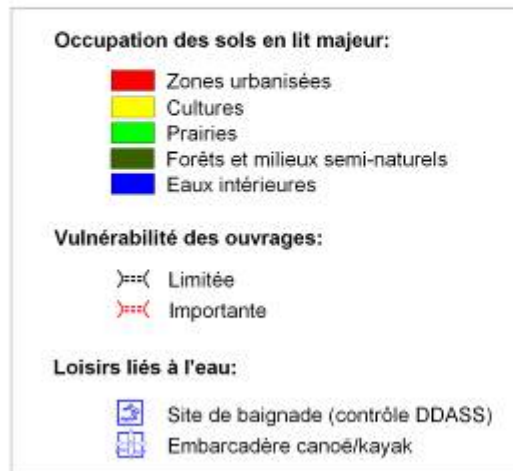 Occupation des sols en lit majeur:
Zones urbanisées
Cultures
Prairies
Forêts et milieux semi-naturels
Eaux intérieures
Vulnérabilité des ouvrages:
Limitée
Importante
Loisirs liés à l'eau:
Site de baignade (contrôle DDASS)
Embarcadère canoë/kayak